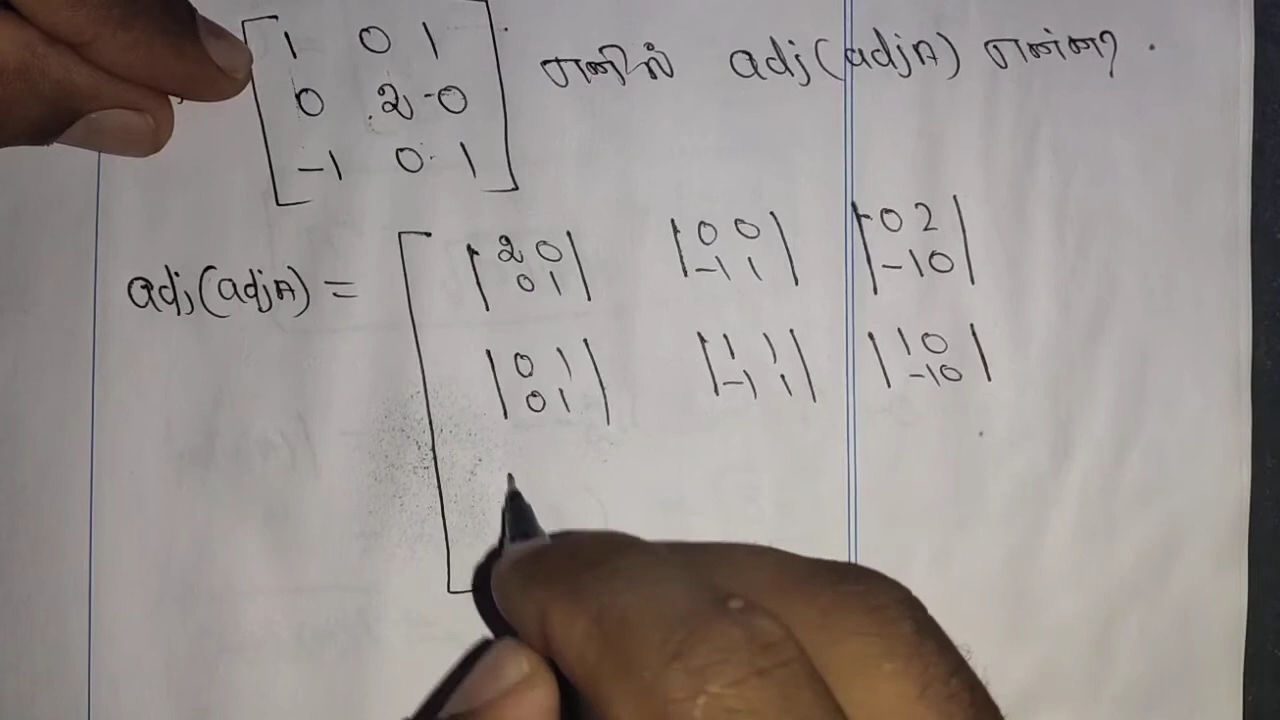 1 0 1 எனில் adj(adjA) என்ன? .
0 2 0
-1 0 1
adj(adjA) = |2 0| |0 0| |0 2|
|0 1| |-1 1| |-1 0|
|0 1| |1 1| |1 0|
|0 1| |-1 1| |-1 0|